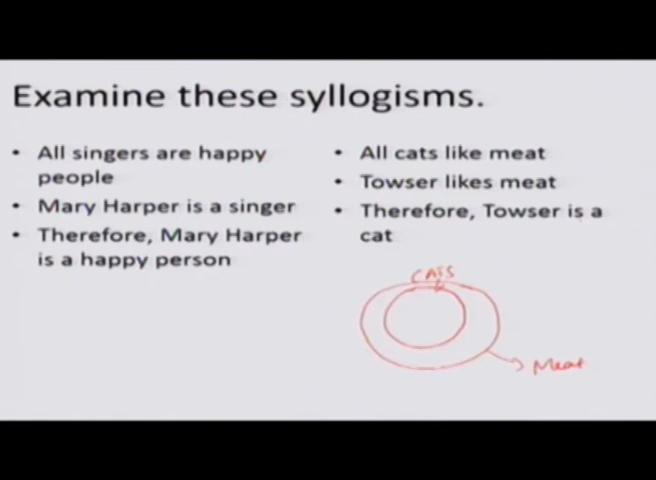 Examine these syllogisms.
• All singers are happy
people
• Mary Harper is a singer
• Therefore, Mary Harper
is a happy person
• All cats like meat
• Towser likes meat
• Therefore, Towser is a
cat
CATS
Meat